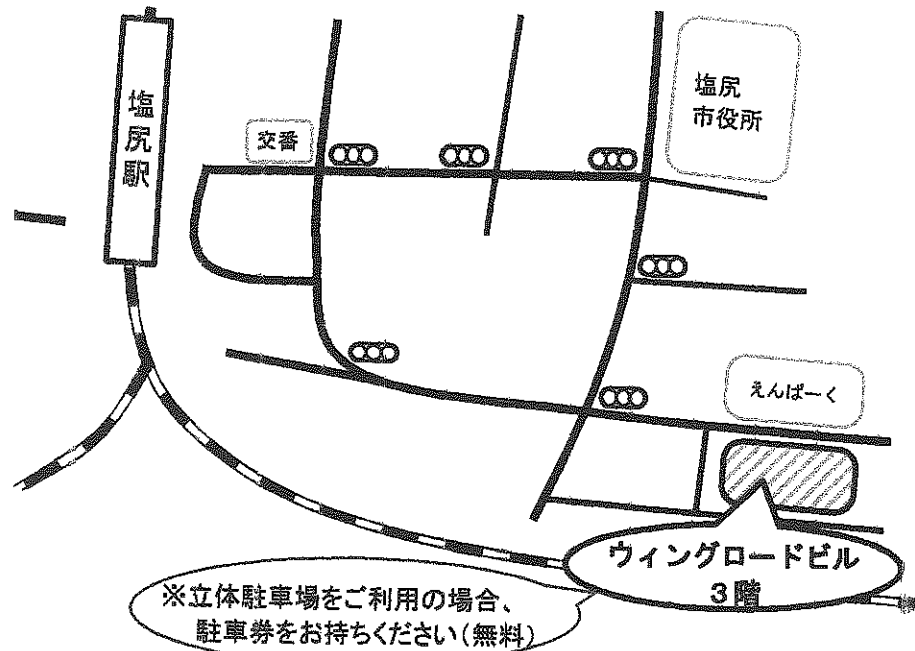 塩尻駅
交番
塩尻
市役所
えんぱーく
ウィングロードビル
3階
※立体駐車場をご利用の場合、
駐車券をお持ちください(無料)